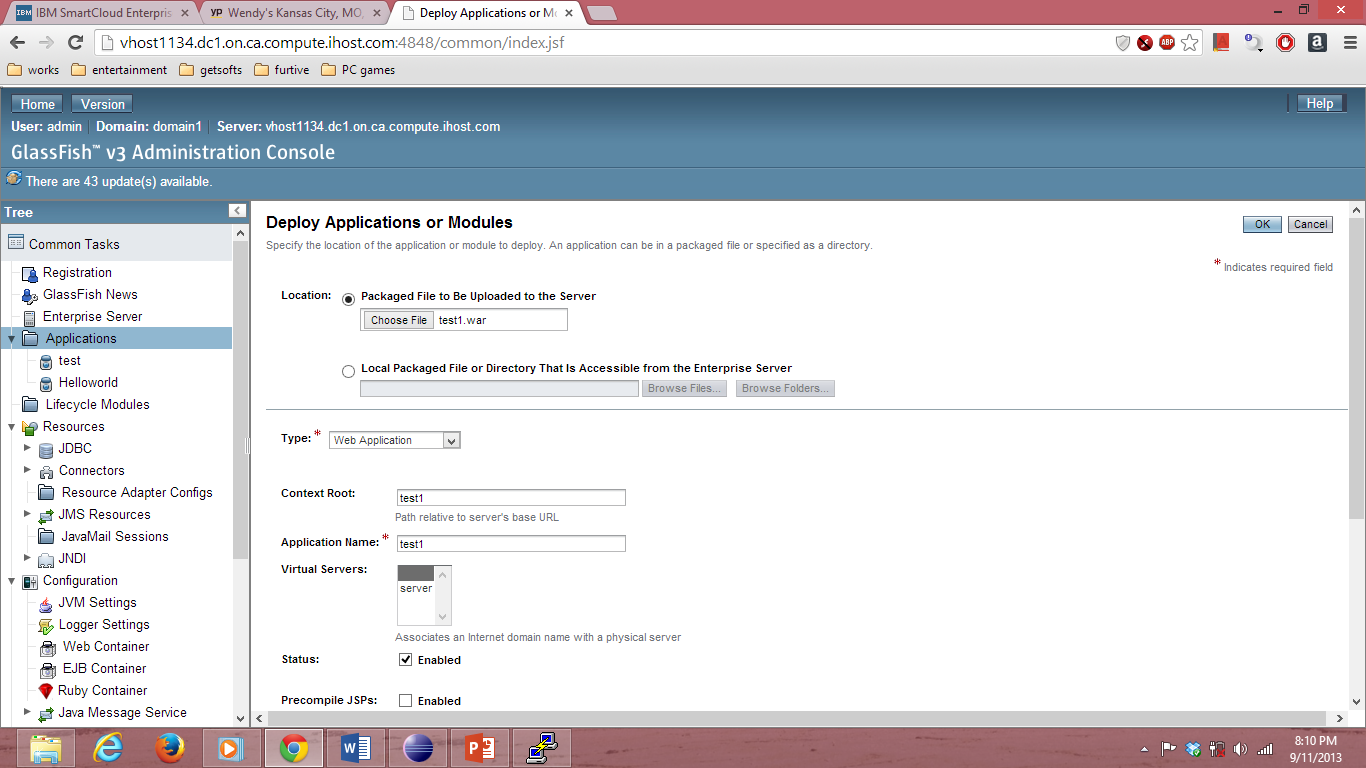 IBM SmartCloud Enterpris
Wendy's Kansas City, MO,
Deploy Applications or Mo
vhost1134.dc1.on.ca.compute.ihost.com:4848/common/index.jsf
works
entertainment
getsofts
furtive
PC games
Home
Version
Help
User: admin
Domain: domain1
Server: vhost1134.dc1.on.ca.compute.ihost.com
GlassFish™ v3 Administration Console
There are 43 update(s) available.
Tree
Common Tasks
Registration
GlassFish News
Enterprise Server
Applications
test
Helloworld
Lifecycle Modules
Resources
JDBC
Connectors
Resource Adapter Configs
JMS Resources
JavaMail Sessions
JNDI
Configuration
JVM Settings
Logger Settings
Web Container
EJB Container
Ruby Container
Java Message Service
Deploy Applications or Modules
OK
Cancel
Specify the location of the application or module to deploy. An application can be in a packaged file or specified as a directory.
* Indicates required field
Location:
Packaged File to Be Uploaded to the Server
Choose File test1.war
Local Packaged File or Directory That Is Accessible from the Enterprise Server
Browse Files...
Browse Folders...
Type: *
Web Application
Context Root:
test1
Path relative to server's base URL
Application Name: *
test1
Virtual Servers:
server
Associates an Internet domain name with a physical server
Status:
Enabled
Precompile JSPs:
Enabled
8:10 PM
9/11/2013